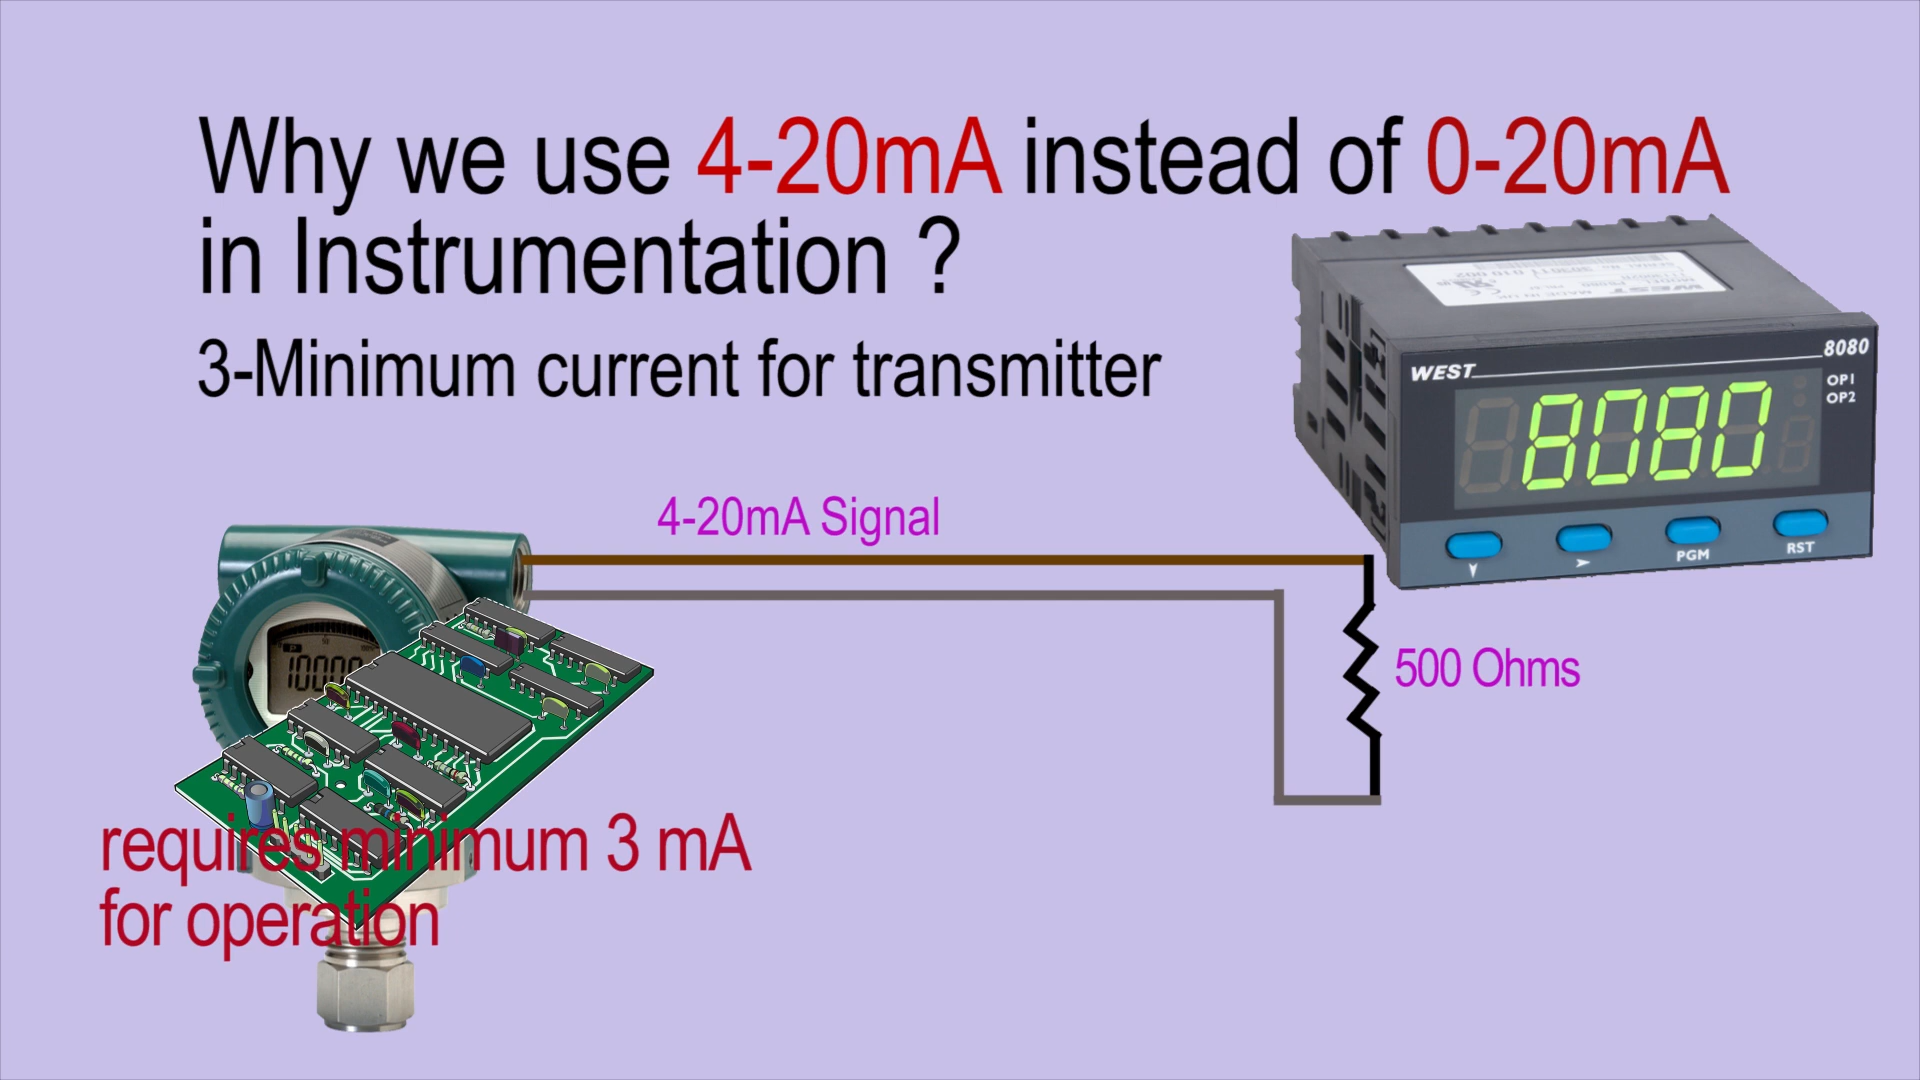 Why we use 4-20mA instead of 0-20mA
in Instrumentation ?
3-Minimum current for transmitter
WEST
8080
OP1
OP2
8080
PGM
RST
4-20mA Signal
500 Ohms
10000
requires minimum 3 mA
for operation